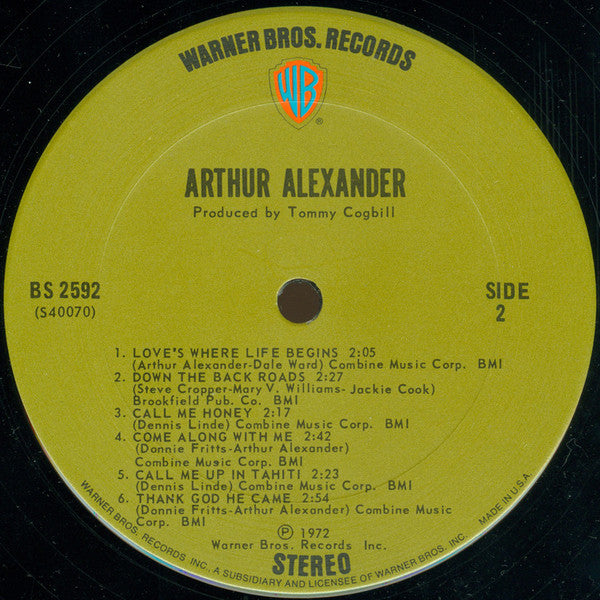 WARNER BROS. RECORDS
WB
®
ARTHUR ALEXANDER
Produced by Tommy Cogbill
BS 2592
(S40070)
SIDE
2
1. LOVE'S WHERE LIFE BEGINS 2:05
(Arthur Alexander-Dale Ward) Combine Music Corp. BMI
2. DOWN THE BACK ROADS 2:27
(Steve Cropper-Mary V. Williams- Jackie Cook)
Brookfield Pub. Co. BMI
3. CALL ME HONEY 2:17
(Dennis Linde) Combine Music Corp. BMI
4. COME ALONG WITH ME 2:42
(Donnie Fritts-Arthur Alexander)
Combine Music Corp. BMI
5. CALL ME UP IN TAHITI 2:23
(Dennis Linde) Combine Music Corp. BMI
6. THANK GOD HE CAME 2:54
(Donnie Fritts-Arthur Alexander) Combine Music
Corp. BMI
℗ 1972
Warner Bros. Records Inc.
STEREO
WARNER BROS. RECORDS INC., A SUBSIDIARY AND LICENSEE OF WARNER BROS., INC. MADE IN U.S.A.